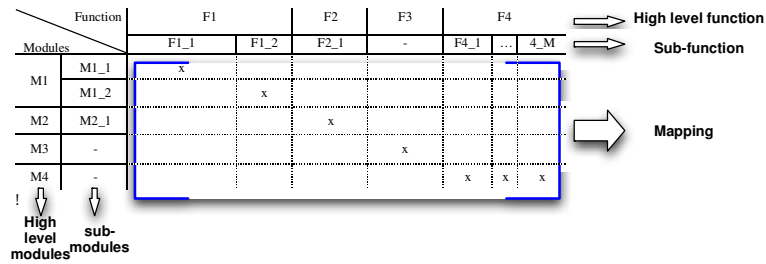 Function F1 F2 F3 F4 High level function
Modules F1_1 F1_2 F2_1 - F4_1 … 4_M Sub-function
M1 M1_1 x
M1_2 x
M2 M2_1 x Mapping
M3 - x
M4 - x x x
!
High level modules
sub-modules